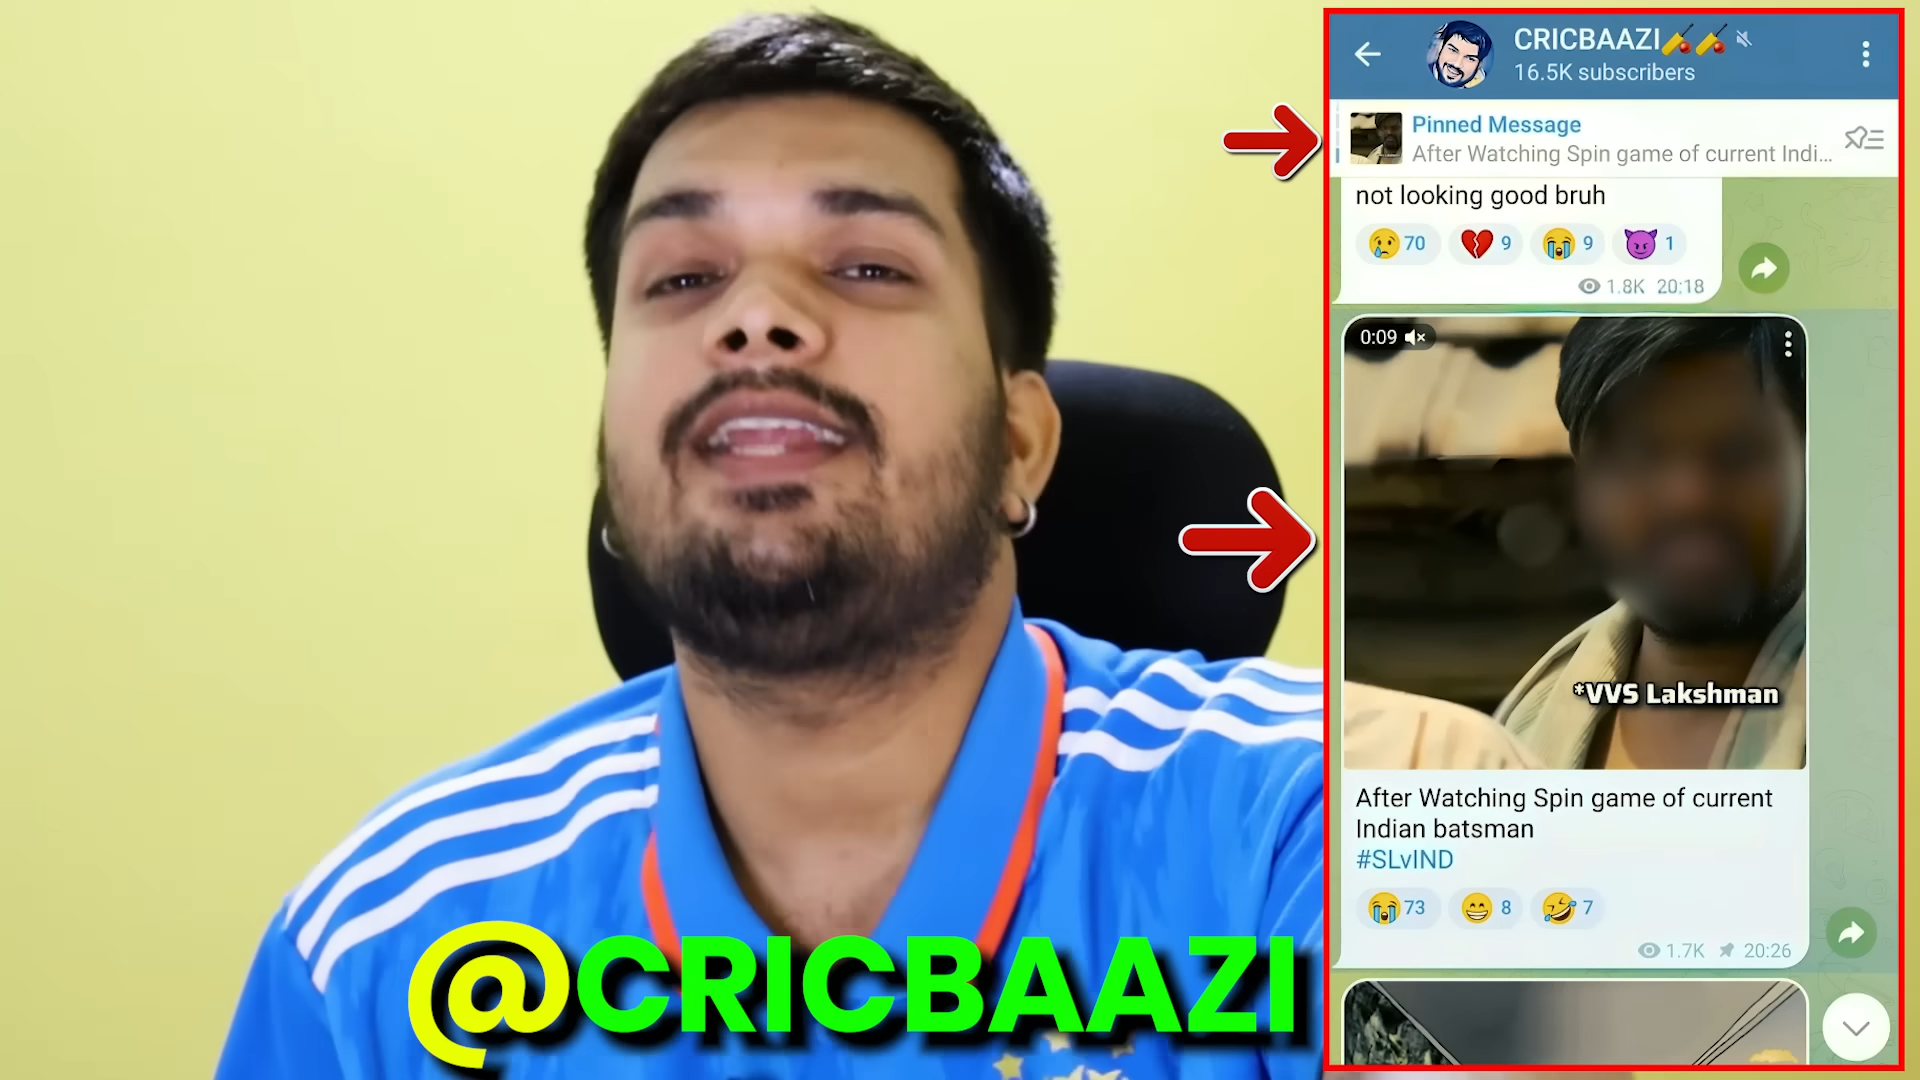 CRICBAAZI🏏🏏
16.5K subscribers
Pinned Message
After Watching Spin game of current Indi...
not looking good bruh
😢 70 💔 9 😭 9 😈 1
1.8K 20:18
0:09
*VVS Lakshman
After Watching Spin game of current
Indian batsman
#SLvIND
😭 73 😁 8 🤣 7
1.7K 20:26
@CRICBAAZI